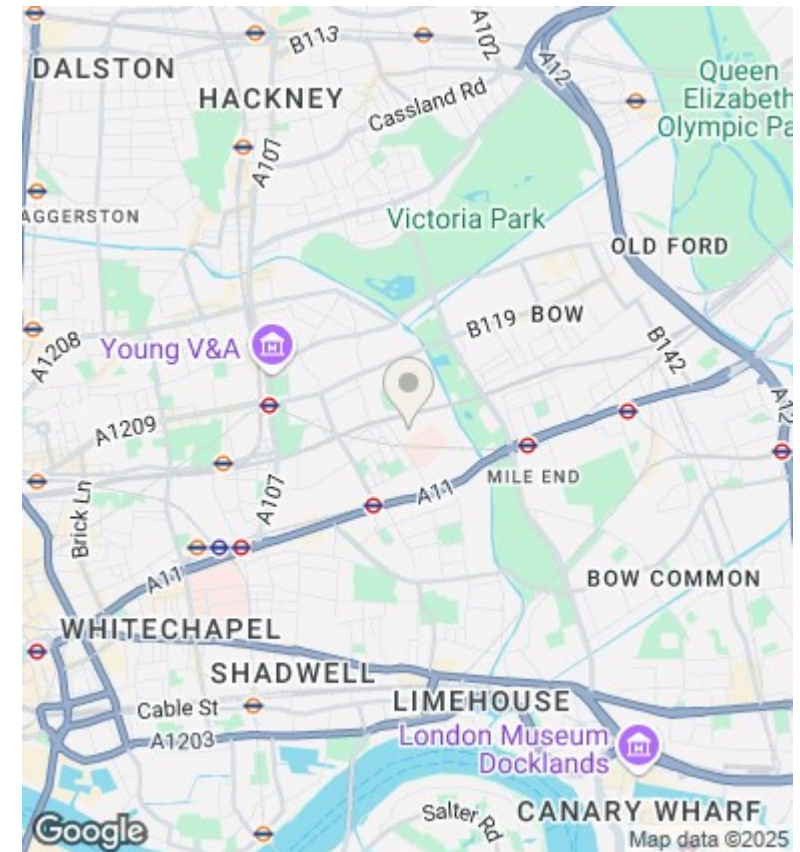 B113
A102
A12
DALSTON
HACKNEY
Cassland Rd
Queen
Elizabeth
Olympic Pa
A107
AGGERSTON
Victoria Park
OLD FORD
A1208
Young V&A
B119
BOW
B142
A12
A1209
MILE END
A11
Brick Ln
A107
A11
BOW COMMON
WHITECHAPEL
SHADWELL
Cable St
LIMEHOUSE
A1203
London Museum
Docklands
Salter Rd
CANARY WHARF
Google
Map data ©2025